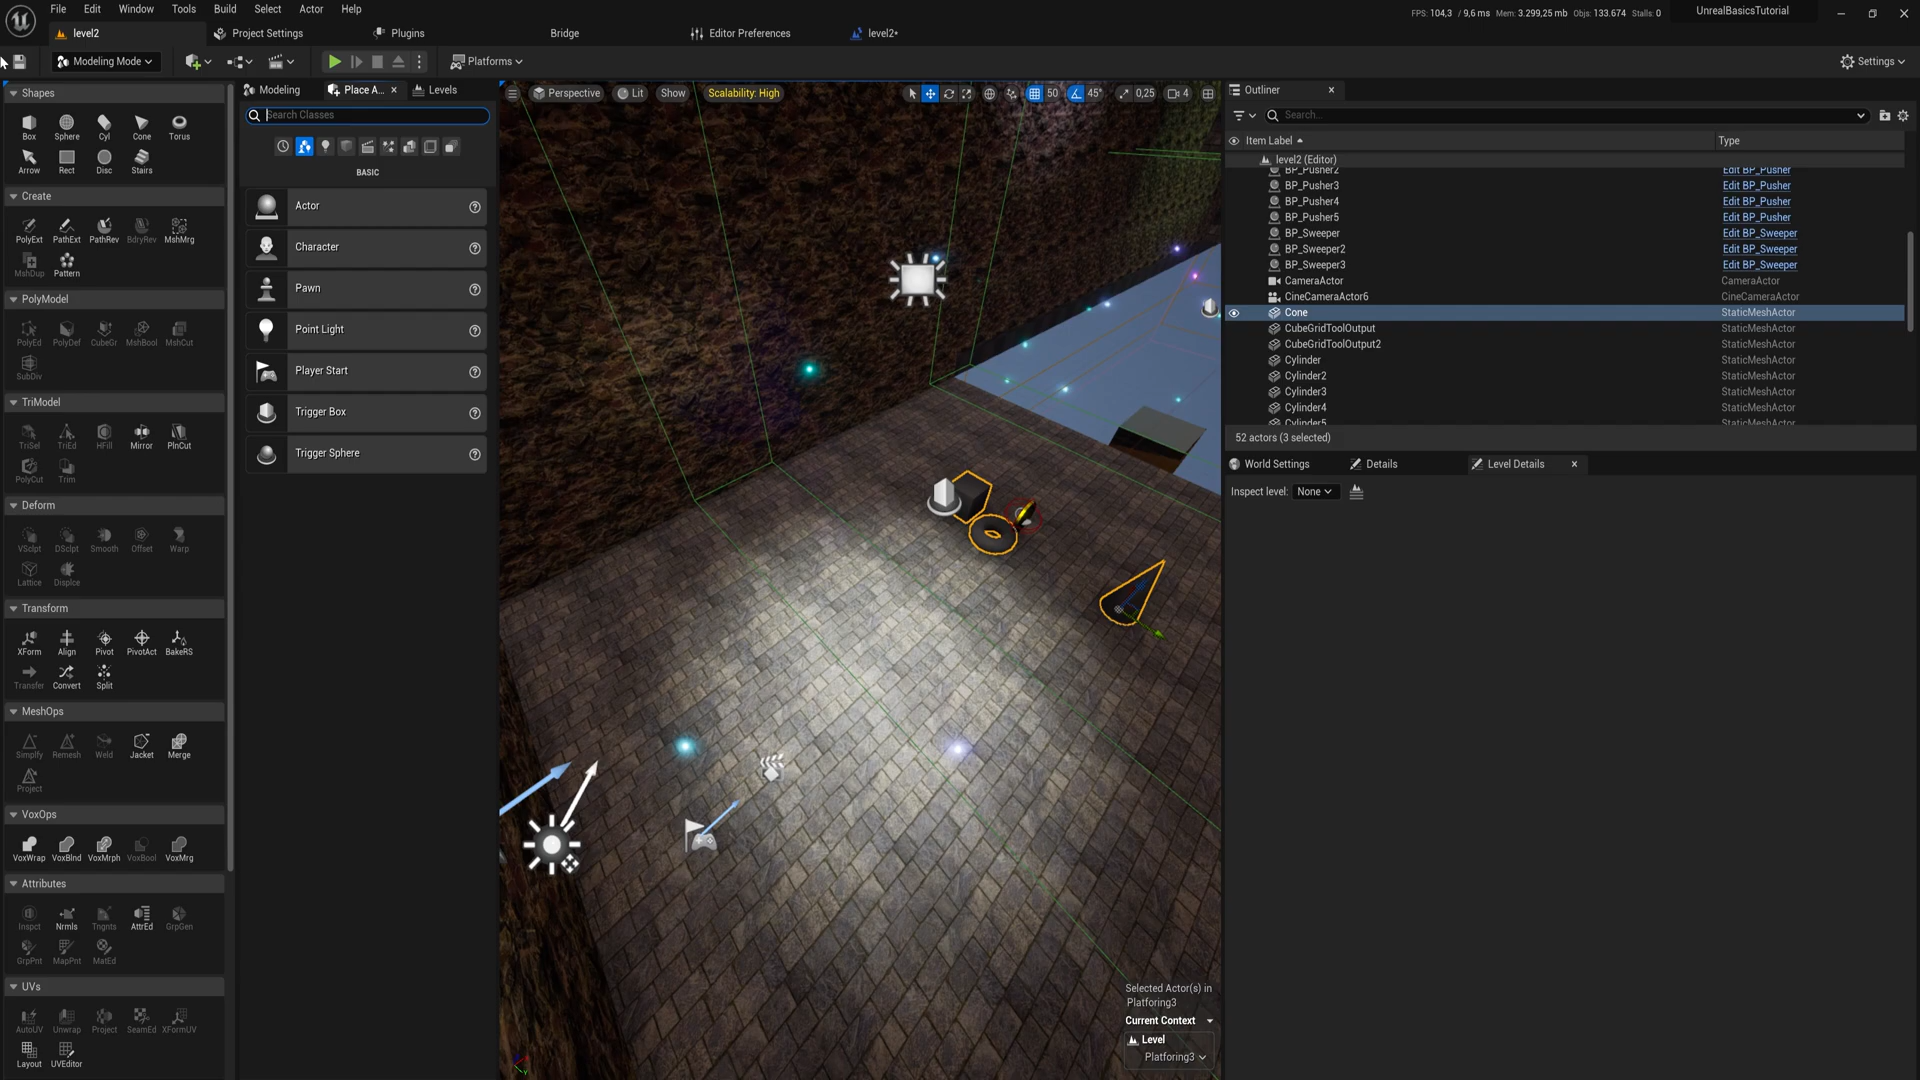 File Edit Window Tools Build Select Actor Help
FPS: 104,3 / 9,6 ms Mem: 3.299,25 mb Objs: 133.674 Stalls: 0
UnrealBasicsTutorial
level2 Project Settings Plugins Bridge Editor Preferences level2*
Modeling Mode Platforms Settings
Shapes
Box Sphere Cyl Cone Torus
Arrow Rect Disc Stairs
Create
PolyExt PathExt PathRev BdryRev MshMrg
MshDup Pattern
PolyModel
PolyEd PolyDef CubeGr MshBool MshCut
SubDiv
TriModel
TriSel TriEd HFill Mirror PlnCut
PolyCut Trim
Deform
VSclpt DSclpt Smooth Offset Warp
Lattice Displce
Transform
XForm Align Pivot PivotAct BakeRS
Transfer Convert Split
MeshOps
Simplfy Remesh Weld Jacket Merge
Project
VoxOps
VoxWrap VoxBlnd VoxMrph VoxBool VoxMrg
Attributes
Inspct Nrmls Tngnts AttrEd GrpGen
GrpPnt MapPnt MatEd
UVs
AutoUV Unwrap Project SeamEd XFormUV
Layout UVEditor
Modeling Place A... Levels
Search Classes
BASIC
Actor
Character
Pawn
Point Light
Player Start
Trigger Box
Trigger Sphere
Perspective Lit Show Scalability: High 50 45° 0,25 4
Selected Actor(s) in
Platforing3
Current Context
Level
Platforing3
Outliner
Search...
Item Label Type
level2 (Editor)
BP_Pusher2 Edit BP_Pusher
BP_Pusher3 Edit BP_Pusher
BP_Pusher4 Edit BP_Pusher
BP_Pusher5 Edit BP_Pusher
BP_Sweeper Edit BP_Sweeper
BP_Sweeper2 Edit BP_Sweeper
BP_Sweeper3 Edit BP_Sweeper
CameraActor CameraActor
CineCameraActor6 CineCameraActor
Cone StaticMeshActor
CubeGridToolOutput StaticMeshActor
CubeGridToolOutput2 StaticMeshActor
Cylinder StaticMeshActor
Cylinder2 StaticMeshActor
Cylinder3 StaticMeshActor
Cylinder4 StaticMeshActor
Cylinder5 StaticMeshActor
52 actors (3 selected)
World Settings Details Level Details
Inspect level: None